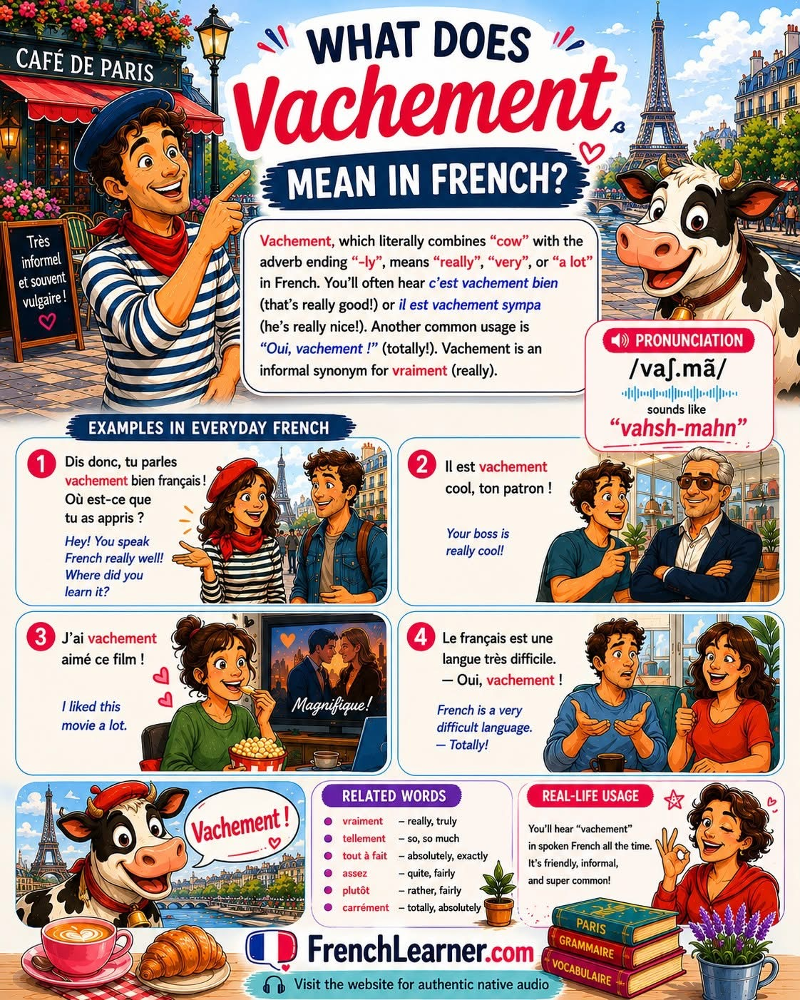 CAFÉ DE PARIS
WHAT DOES
Vachement
MEAN IN FRENCH?
Très
informel
et souvent
vulgaire !
Vachement, which literally combines “cow” with the
adverb ending “-ly”, means “really”, “very”, or “a lot”
in French. You’ll often hear c’est vachement bien
(that’s really good!) or il est vachement sympa
(he’s really nice!). Another common usage is
“Oui, vachement !” (totally!). Vachement is an
informal synonym for vraiment (really).
PRONUNCIATION
/vaʃ.mã/
sounds like
“vahsh-mahn”
EXAMPLES IN EVERYDAY FRENCH
1
Dis donc, tu parles
vachement bien français !
Où est-ce que
tu as appris ?
Hey! You speak
French really well!
Where did you
learn it?
2
Il est vachement
cool, ton patron !
Your boss is
really cool!
3
J’ai vachement
aimé ce film !
I liked this
movie a lot.
Magnifique!
4
Le français est une
langue très difficile.
— Oui, vachement !
French is a very
difficult language.
— Totally!
Vachement !
RELATED WORDS
vraiment – really, truly
tellement – so, so much
tout à fait – absolutely, exactly
assez – quite, fairly
plutôt – rather, fairly
carrément – totally, absolutely
REAL-LIFE USAGE
You’ll hear “vachement”
in spoken French all the time.
It’s friendly, informal,
and super common!
PARIS
GRAMMAIRE
VOCABULAIRE
FrenchLearner.com
Visit the website for authentic native audio